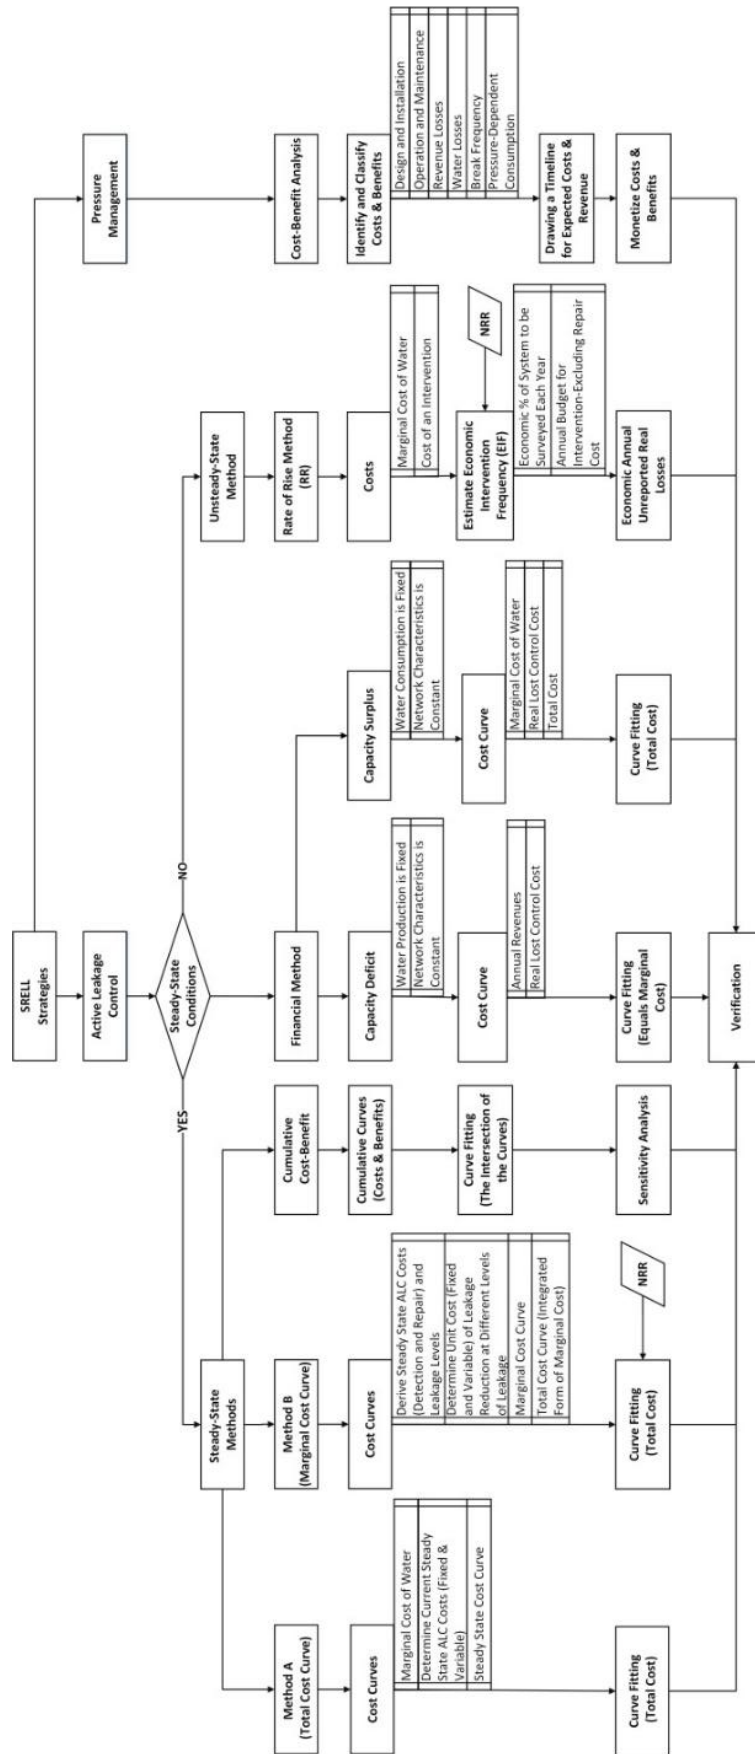 SRELL
Strategies
Pressure
Management
Active Leakage
Control
Steady-State
Conditions
YES
NO
Steady-State
Methods
Unsteady-State
Method
Method A
(Total Cost Curve)
Method B
(Marginal Cost Curve)
Cumulative
Cost-Benefit
Financial Method
Rate of Rise Method
(RR)
Cost-Benefit Analysis
Cost Curves
Cost Curves
Cumulative Curves
(Costs & Benefits)
Capacity Deficit
Capacity Surplus
Costs
Identify and Classify
Costs & Benefits
Marginal Cost of Water
Determine Current Steady
State ALC Costs (Fixed &
Variable)
Steady State Cost Curve
Derive Steady State ALC Costs
(Detection and Repair) and
Leakage Levels
Determine Unit Cost (Fixed
and Variable) of Leakage
Reduction at Different Levels
of Leakage
Marginal Cost Curve
Total Cost Curve (Integrated
Form of Marginal Cost)
Water Production is Fixed
Network Characteristics is
Constant
Water Consumption is Fixed
Network Characteristics is
Constant
Marginal Cost of Water
Cost of an Intervention
Design and Installation
Operation and Maintenance
Revenue Losses
Water Losses
Break Frequency
Pressure-Dependent
Consumption
Curve Fitting
(The Intersection of
the Curves)
Cost Curve
Cost Curve
Estimate Economic
Intervention
Frequency (EIF)
NRR
Annual Revenues
Real Lost Control Cost
Marginal Cost of Water
Real Lost Control Cost
Total Cost
Economic % of System to be
Surveyed Each Year
Annual Budget for
Intervention-Excluding Repair
Cost
Drawing a Timeline
for Expected Costs &
Revenue
NRR
Curve Fitting
(Total Cost)
Curve Fitting
(Total Cost)
Sensitivity Analysis
Curve Fitting
(Equals Marginal
Cost)
Curve Fitting
(Total Cost)
Economic Annual
Unreported Real
Losses
Monetize Costs &
Benefits
Verification